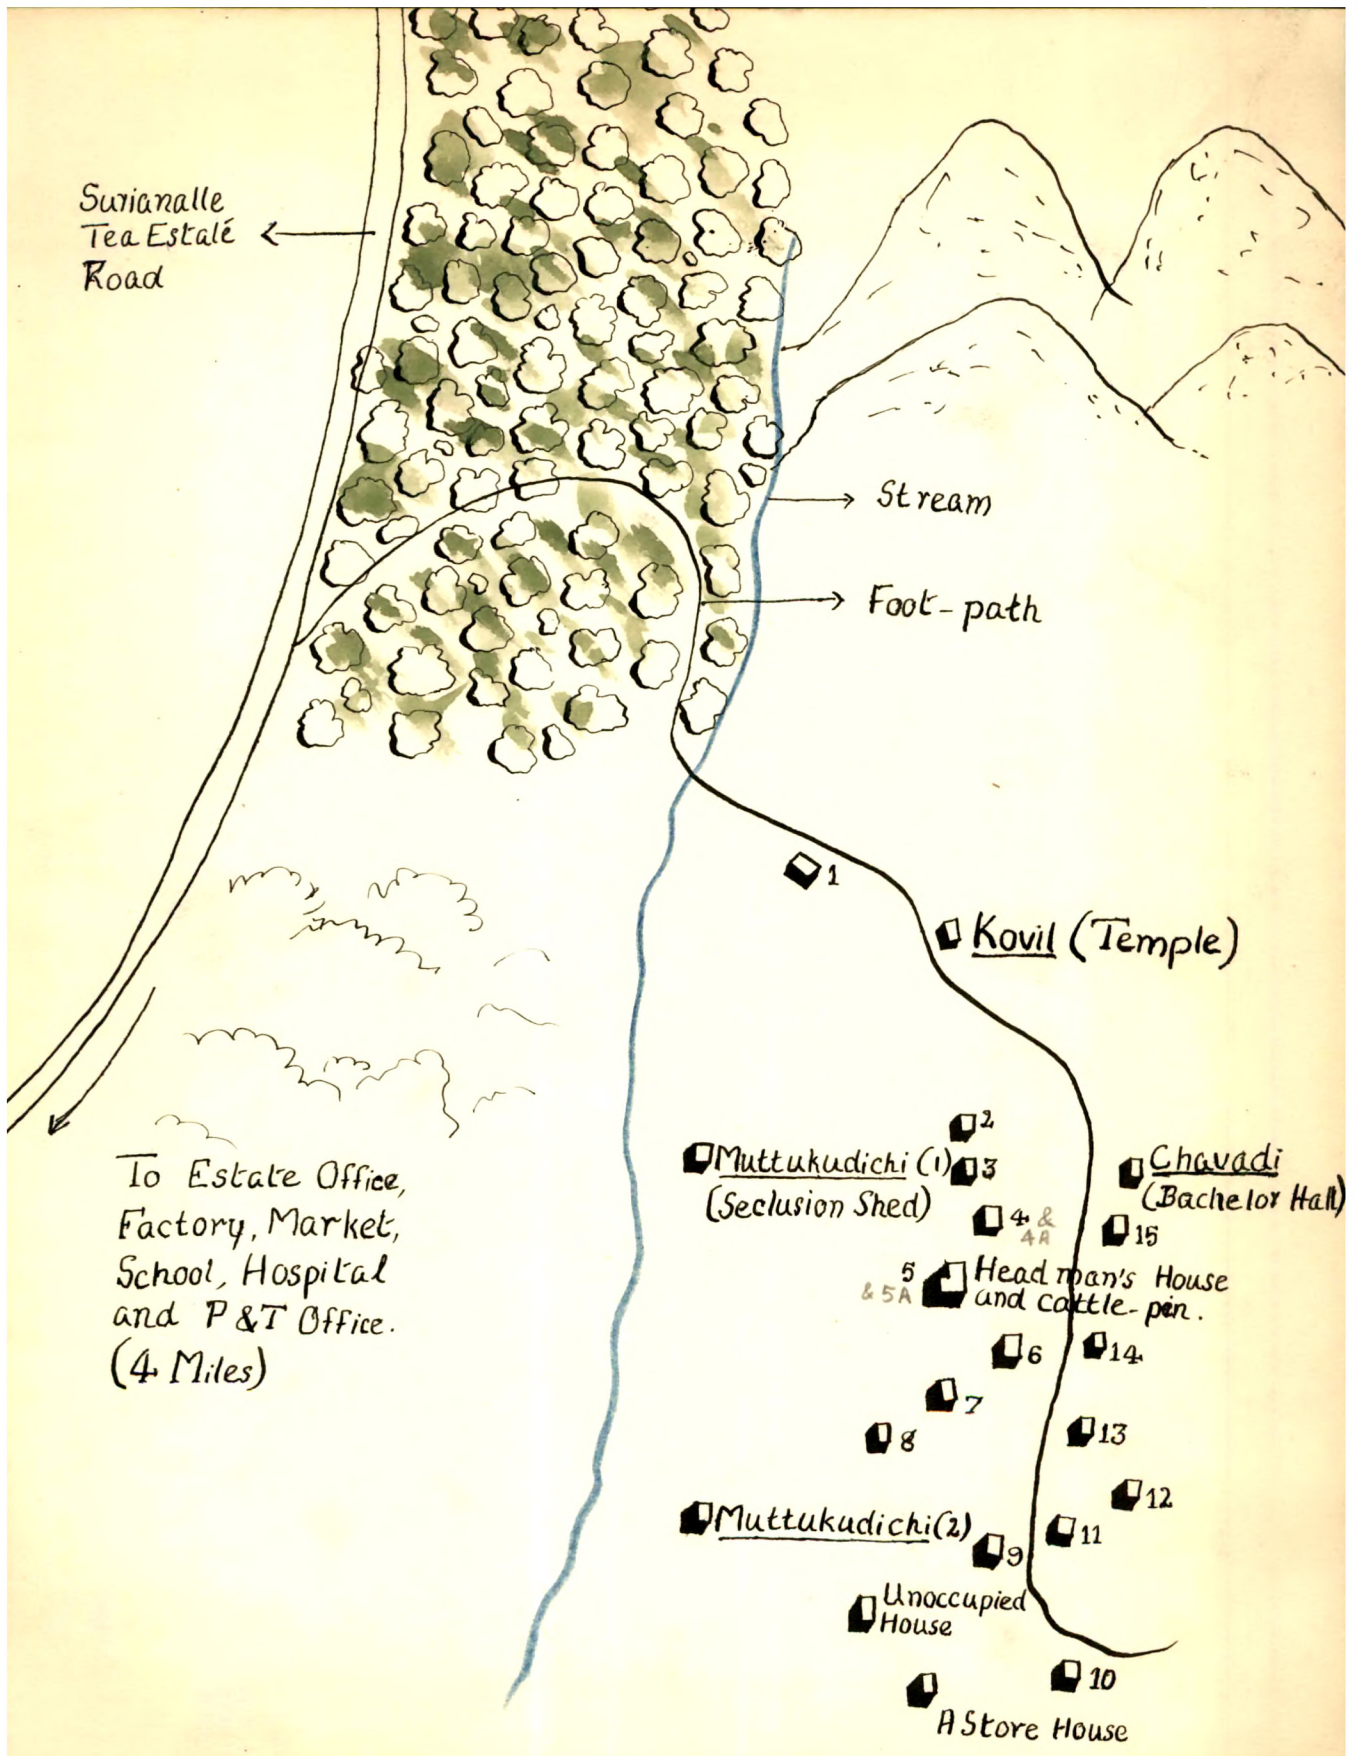 Surianalle
Tea Estate
Road
Stream
Foot-path
1
Kovil (Temple)
2
Muttukudichi (1)
(Seclusion Shed)
3
Chavadi
(Bachelor Hall)
4 &
4A
15
5
& 5A
Head man's House
and cattle-pen.
To Estate Office,
Factory, Market,
School, Hospital
and P & T Office.
(4 Miles)
6
14
7
8
13
12
Muttukudichi (2)
9
11
Unoccupied
House
10
A Store House